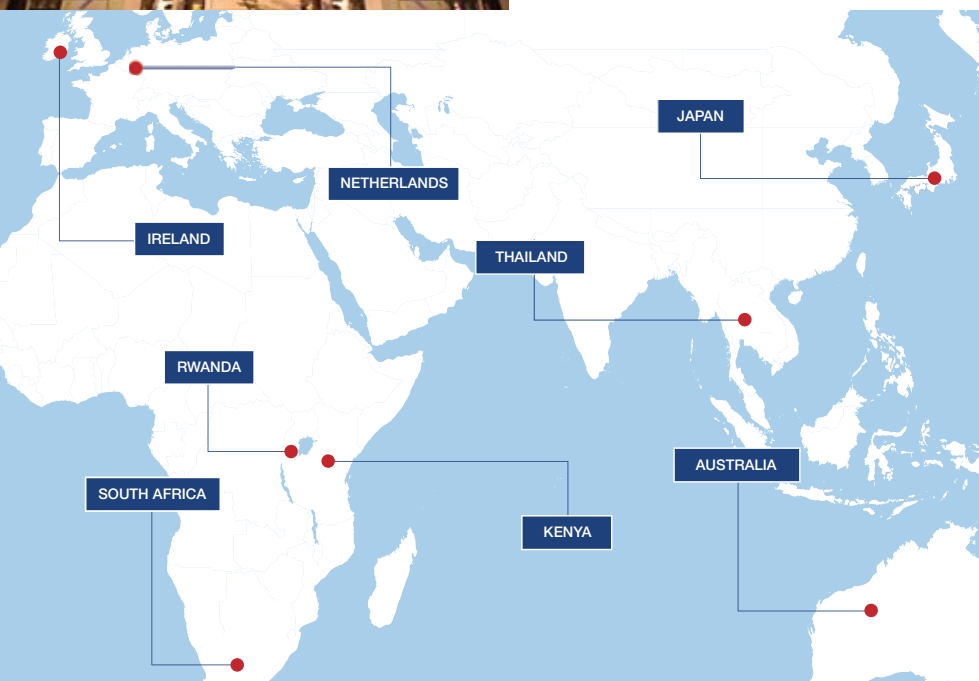 JAPAN
NETHERLANDS
IRELAND
THAILAND
RWANDA
AUSTRALIA
SOUTH AFRICA
KENYA